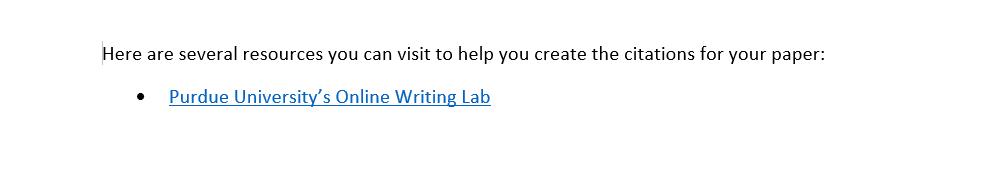 Here are several resources you can visit to help you create the citations for your paper:
• Purdue University’s Online Writing Lab